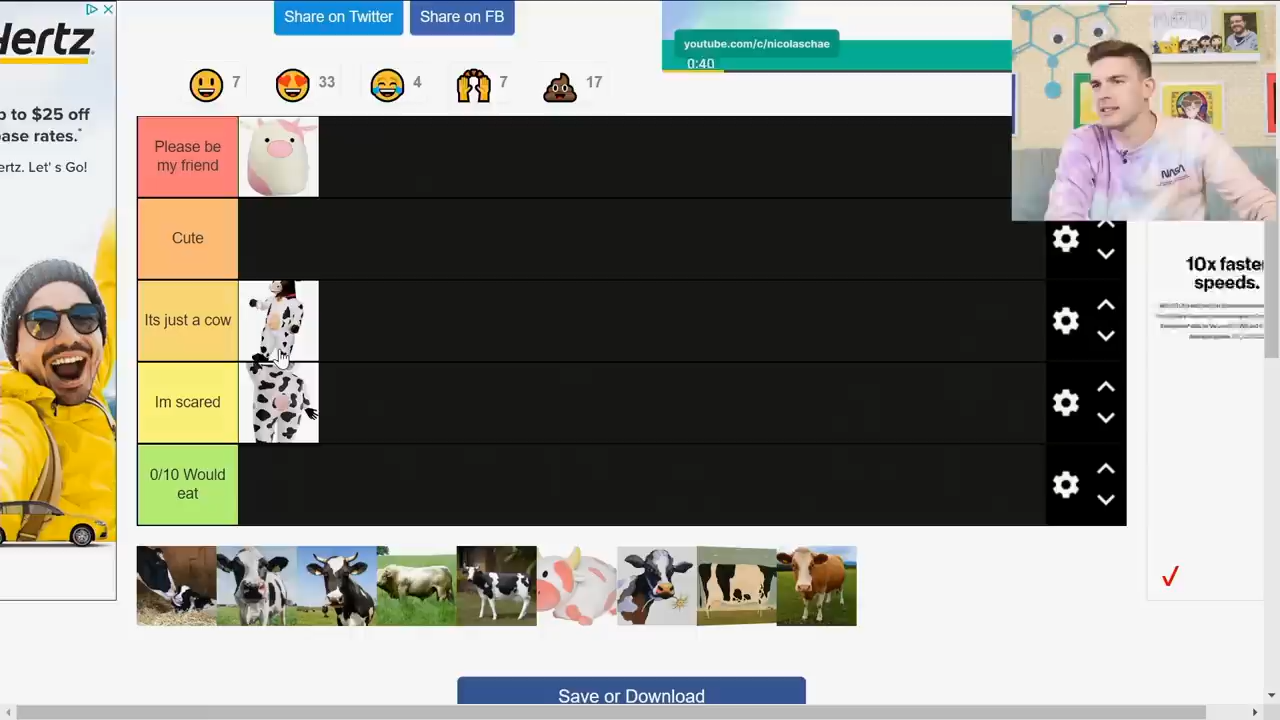 Hertz.
p to $25 off
ase rates.*
ertz. Let's Go!
Share on Twitter
Share on FB
youtube.com/c/nicolaschae
0:40
7
33
4
7
17
Please be
my friend
Cute
Its just a cow
Im scared
0/10 Would
eat
NASA
10x faster
speeds.
Save or Download